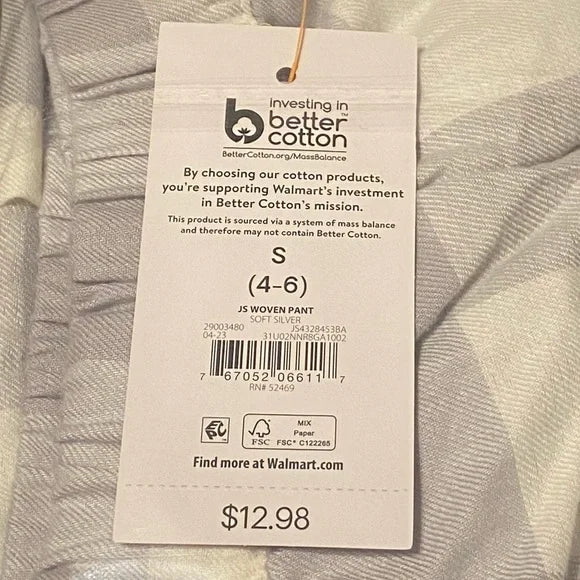 investing in
better™
cotton
BetterCotton.org/MassBalance
By choosing our cotton products,
you're supporting Walmart's investment
in Better Cotton's mission.
This product is sourced via a system of mass balance
and therefore may not contain Better Cotton.
S
(4-6)
JS WOVEN PANT
SOFT SILVER
29003480 JS43284S3BA
04-23 31U02NNRBGA1002
7 67052 06611 7
RN# 52469
FSC
MIX
Paper
FSC® C122265
Find more at Walmart.com
$12.98